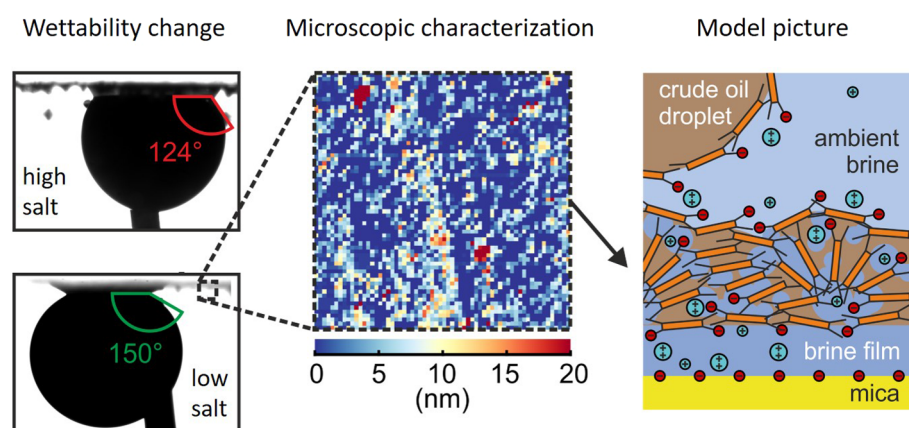 Wettability change
124°
high
salt
150°
low
salt
Microscopic characterization
0 5 10 15 20
(nm)
Model picture
crude oil
droplet
ambient
brine
brine film
mica